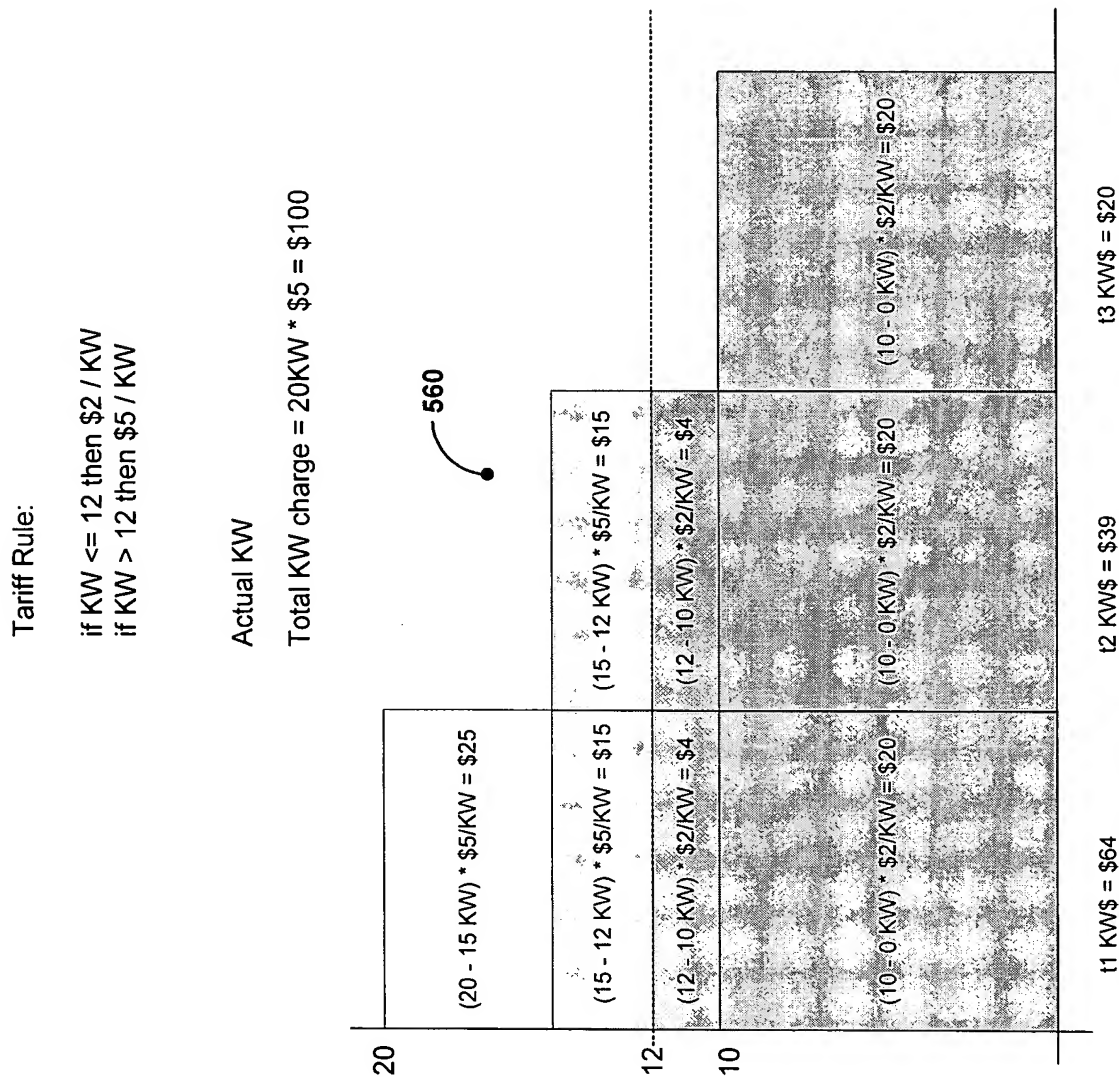 Tariff Rule:
if KW <= 12 then $2 / KW
if KW > 12 then $5 / KW
Actual KW
Total KW charge = 20KW * $5 = $100
560
20
(20 - 15 KW) * $5/KW = $25
(15 - 12 KW) * $5/KW = $15
(15 - 12 KW) * $5/KW = $15
12
(12 - 10 KW) * $2/KW = $4
(12 - 10 KW) * $2/KW = $4
10
(10 - 0 KW) * $2/KW = $20
(10 - 0 KW) * $2/KW = $20
(10 - 0 KW) * $2/KW = $20
t1 KW$ = $64
t2 KW$ = $39
t3 KW$ = $20